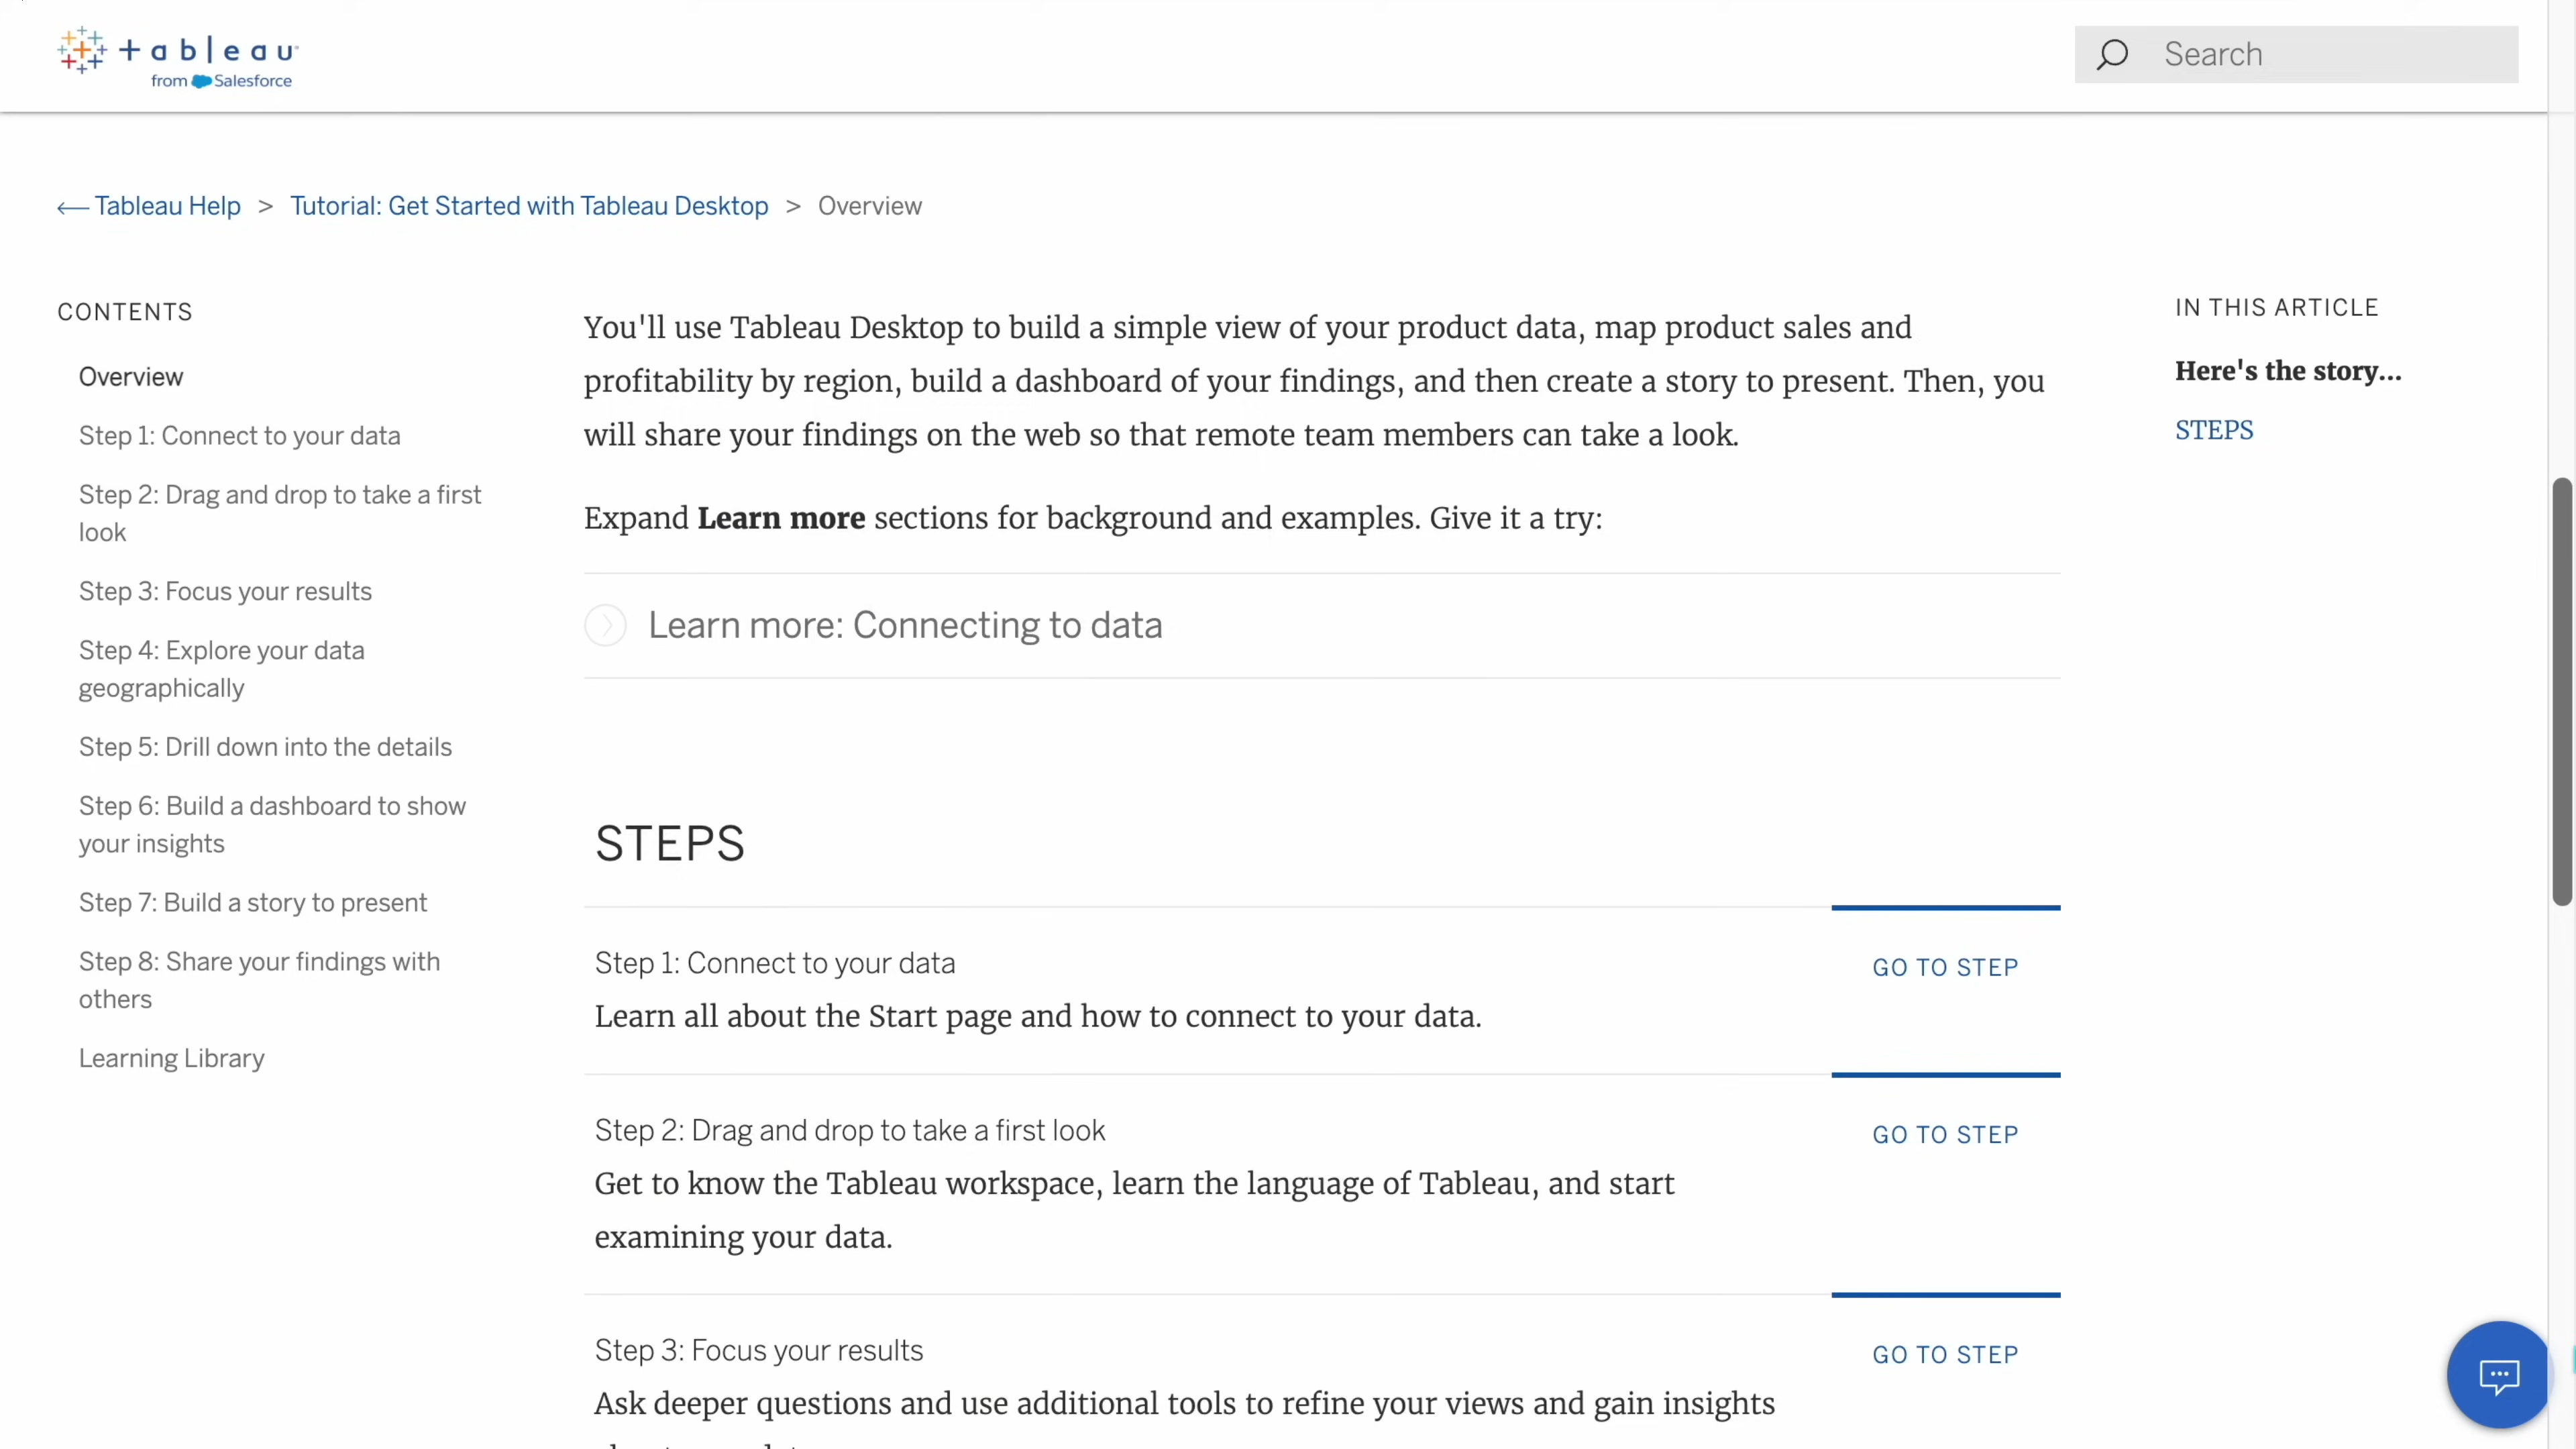 +ableau
from Salesforce
Search
Tableau Help > Tutorial: Get Started with Tableau Desktop > Overview
CONTENTS
Overview
Step 1: Connect to your data
Step 2: Drag and drop to take a first
look
Step 3: Focus your results
Step 4: Explore your data
geographically
Step 5: Drill down into the details
Step 6: Build a dashboard to show
your insights
Step 7: Build a story to present
Step 8: Share your findings with
others
Learning Library
You'll use Tableau Desktop to build a simple view of your product data, map product sales and
profitability by region, build a dashboard of your findings, and then create a story to present. Then, you
will share your findings on the web so that remote team members can take a look.
Expand Learn more sections for background and examples. Give it a try:
Learn more: Connecting to data
STEPS
Step 1: Connect to your data
GO TO STEP
Learn all about the Start page and how to connect to your data.
Step 2: Drag and drop to take a first look
GO TO STEP
Get to know the Tableau workspace, learn the language of Tableau, and start
examining your data.
Step 3: Focus your results
GO TO STEP
Ask deeper questions and use additional tools to refine your views and gain insights
IN THIS ARTICLE
Here's the story...
STEPS